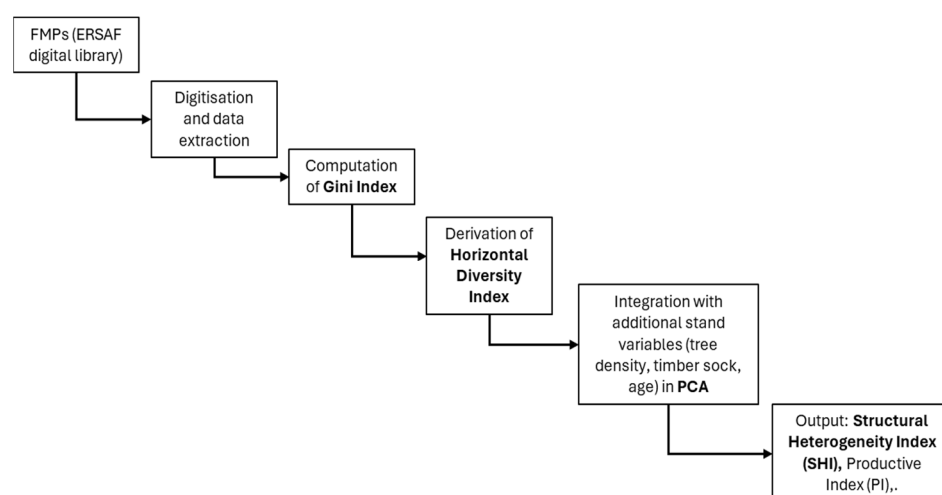 FMPs (ERSAF
digital library)
Digitisation
and data
extraction
Computation
of Gini Index
Derivation of
Horizontal
Diversity
Index
Integration with
additional stand
variables (tree
density, timber sock,
age) in PCA
Output: Structural
Heterogeneity Index
(SHI), Productive
Index (PI),.